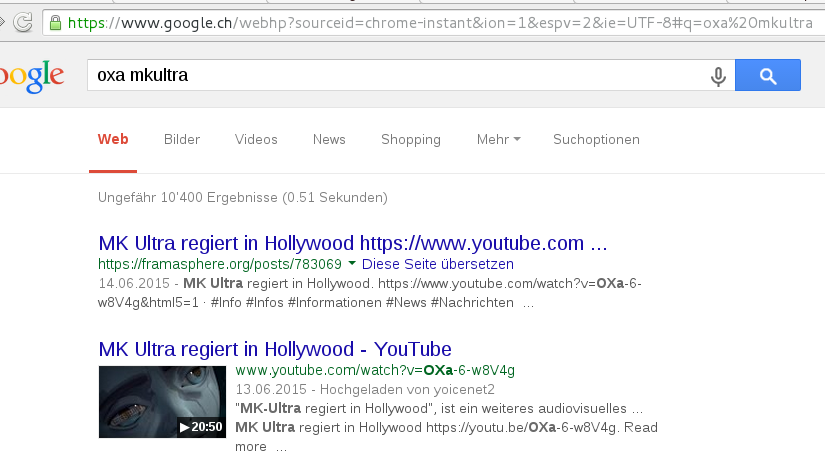 https://www.google.ch/webhp?sourceid=chrome-instant&ion=1&espv=2&ie=UTF-8#q=oxa%20mkultra
oogle oxa mkultra
Web Bilder Videos News Shopping Mehr Suchoptionen
Ungefähr 10'400 Ergebnisse (0.51 Sekunden)
MK Ultra regiert in Hollywood https://www.youtube.com ...
https://framasphere.org/posts/783069 Diese Seite übersetzen
14.06.2015 - MK Ultra regiert in Hollywood. https://www.youtube.com/watch?v=OXa-6-
w8V4g&html5=1 · #Info #Infos #Informationen #News #Nachrichten ...
MK Ultra regiert in Hollywood - YouTube
www.youtube.com/watch?v=OXa-6-w8V4g
13.06.2015 - Hochgeladen von yoicenet2
"MK-Ultra regiert in Hollywood", ist ein weiteres audiovisuelles ...
20:50 MK Ultra regiert in Hollywood https://youtu.be/OXa-6-w8V4g. Read
more ...